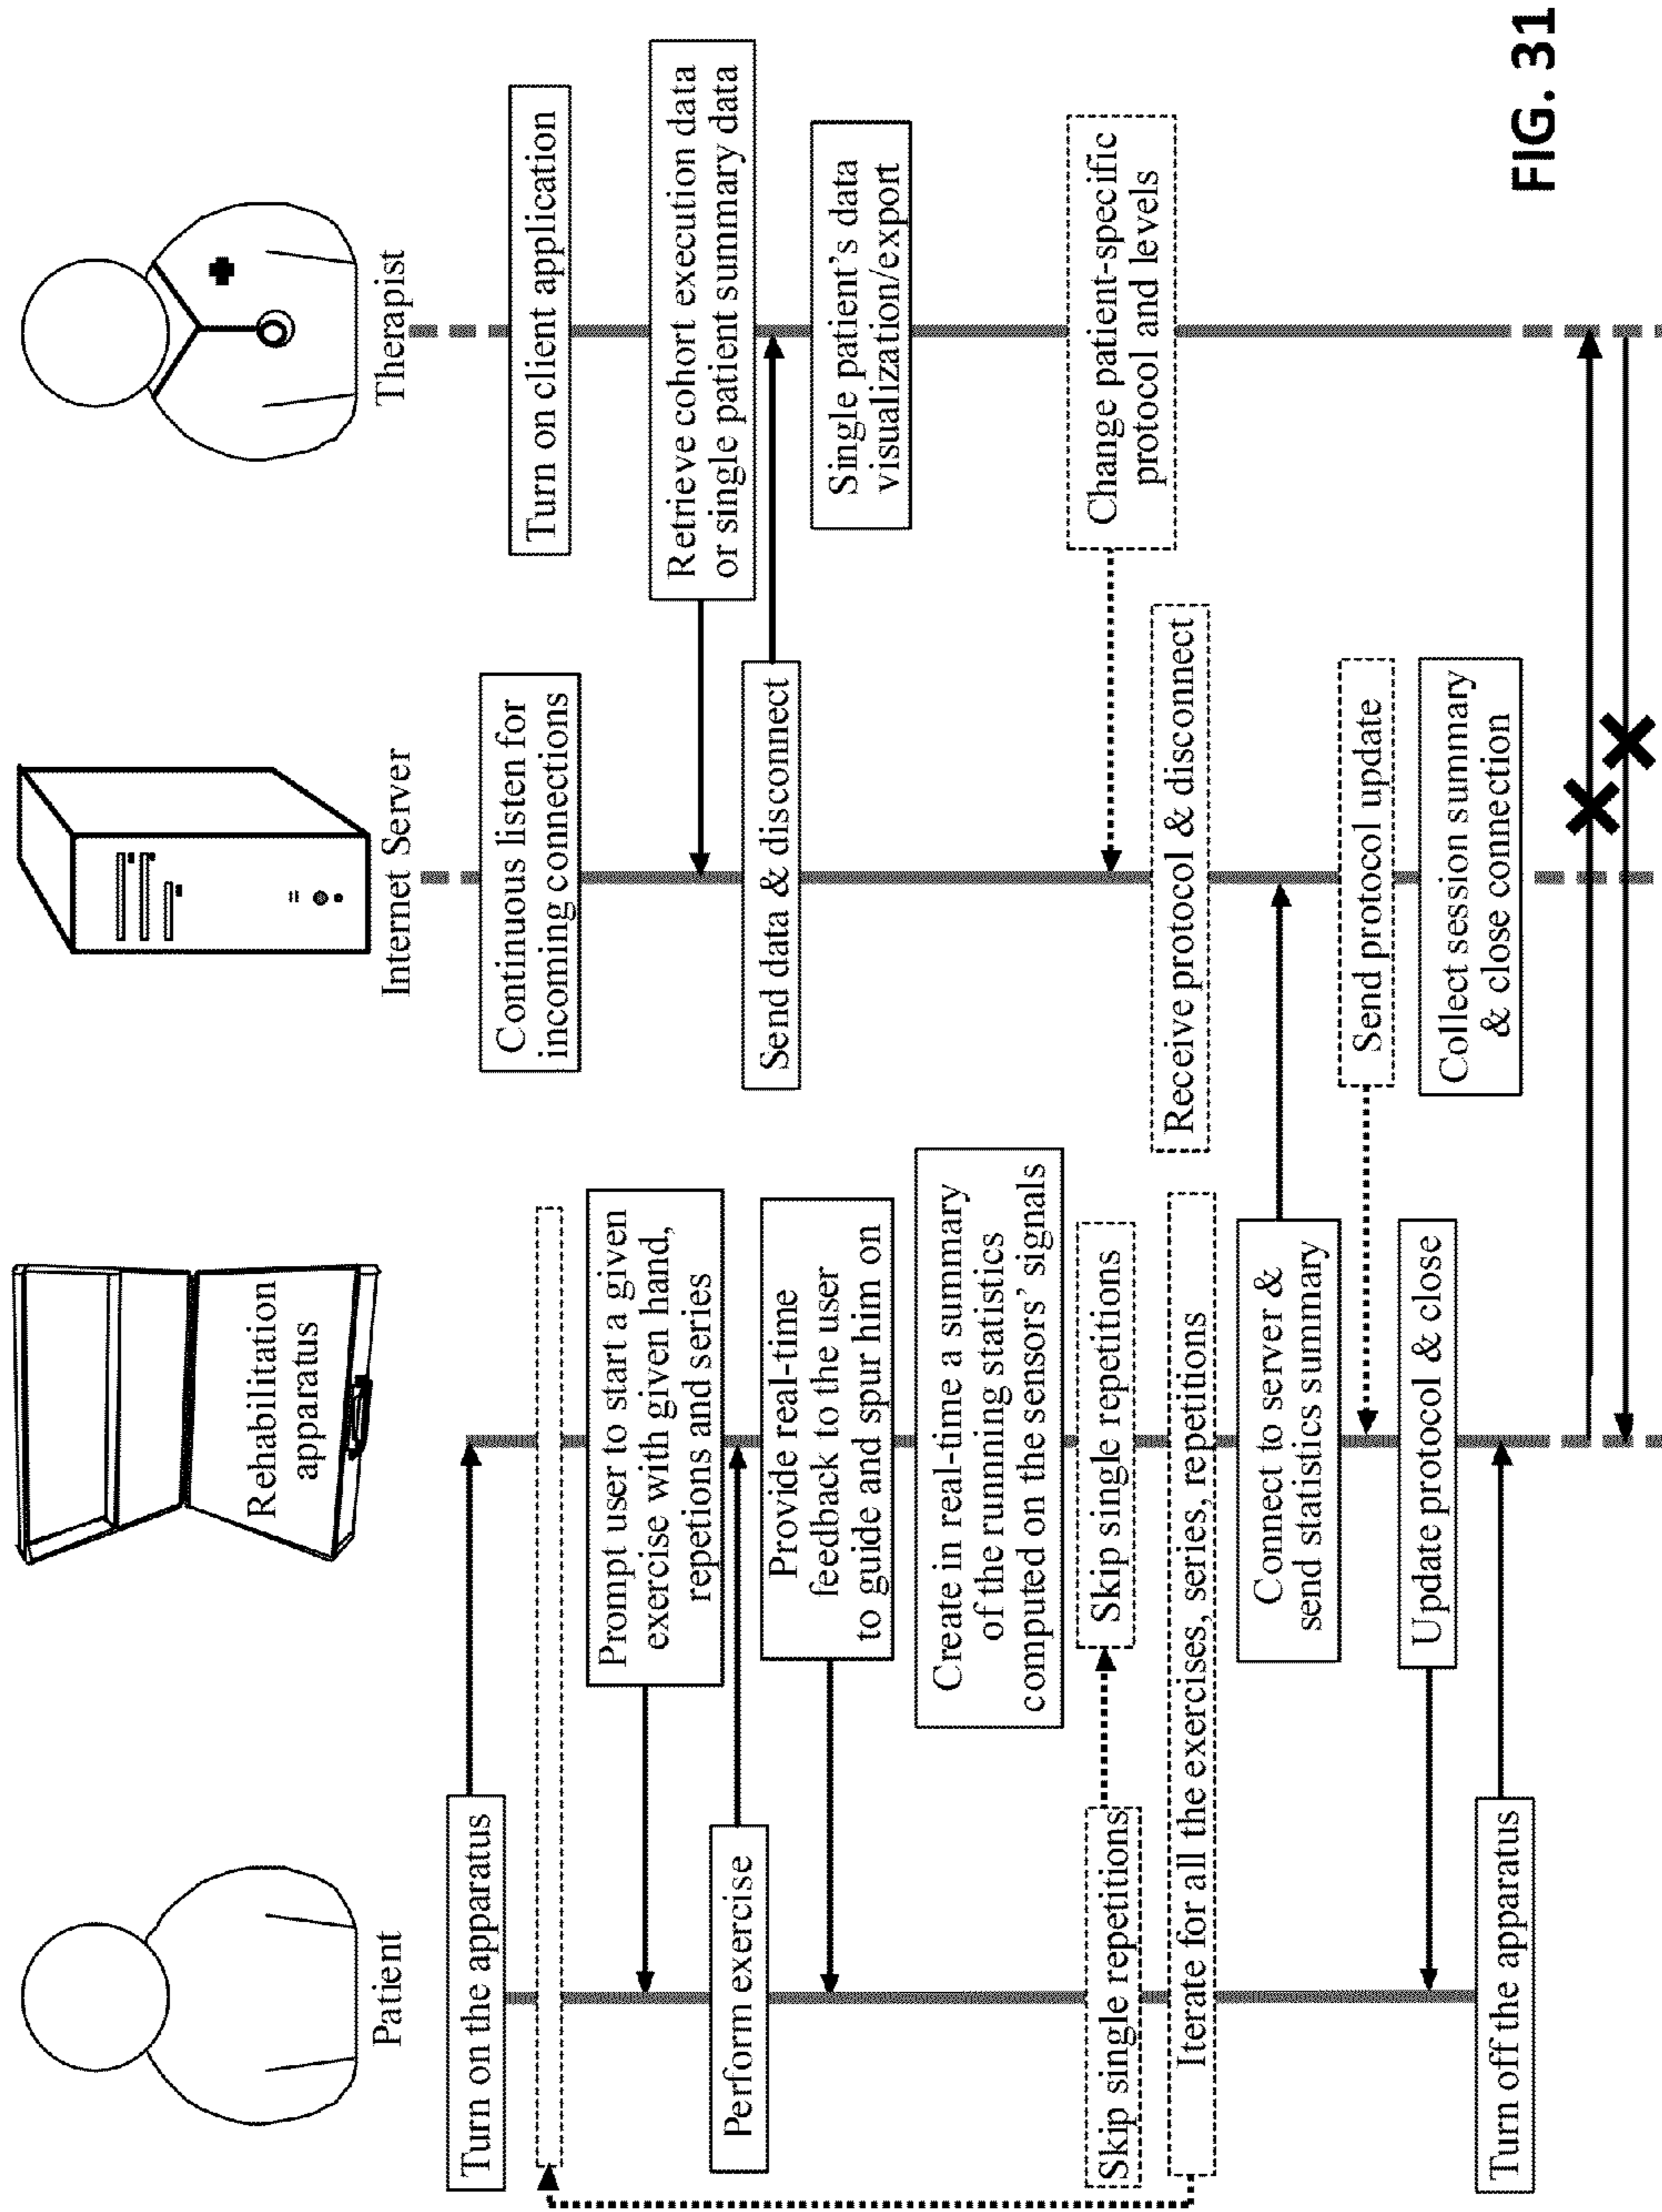 Patient
Rehabilitation
apparatus
Internet Server
Therapist
Turn on the apparatus
Continuous listen for
incoming connections
Turn on client application
Prompt user to start a given
exercise with given hand,
repetions and series
Retrieve cohort execution data
or single patient summary data
Perform exercise
Send data & disconnect
Provide real-time
feedback to the user
to guide and spur him on
Single patient's data
visualization/export
Create in real-time a summary
of the running statistics
computed on the sensors' signals
Skip single repetitions
Skip single repetitions
Change patient-specific
protocol and levels
Iterate for all the exercises, series, repetitions
Receive protocol & disconnect
Connect to server &
send statistics summary
Send protocol update
Update protocol & close
Collect session summary
& close connection
Turn off the apparatus
FIG. 31